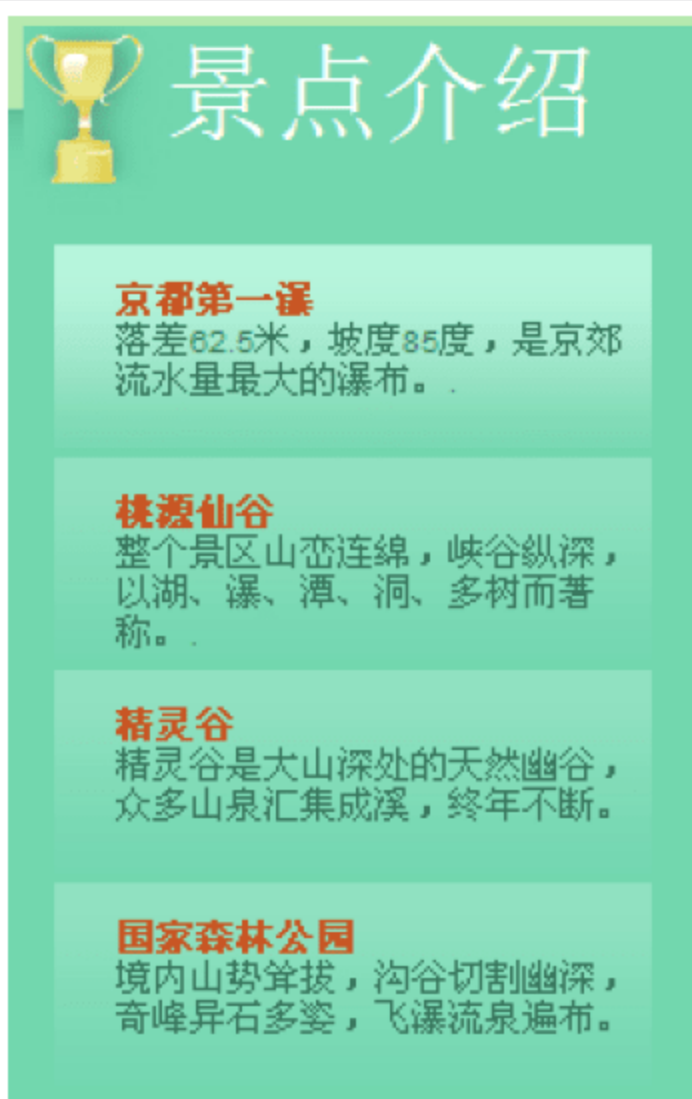 景点介绍
京都第一瀑
落差62.5米，坡度85度，是京郊
流水量最大的瀑布。.
桃源仙谷
整个景区山峦连绵，峡谷纵深，
以湖、瀑、潭、洞、多树而著
称。.
精灵谷
精灵谷是大山深处的天然幽谷，
众多山泉汇集成溪，终年不断。
国家森林公园
境内山势耸拔，沟谷切割幽深，
奇峰异石多姿，飞瀑流泉遍布。